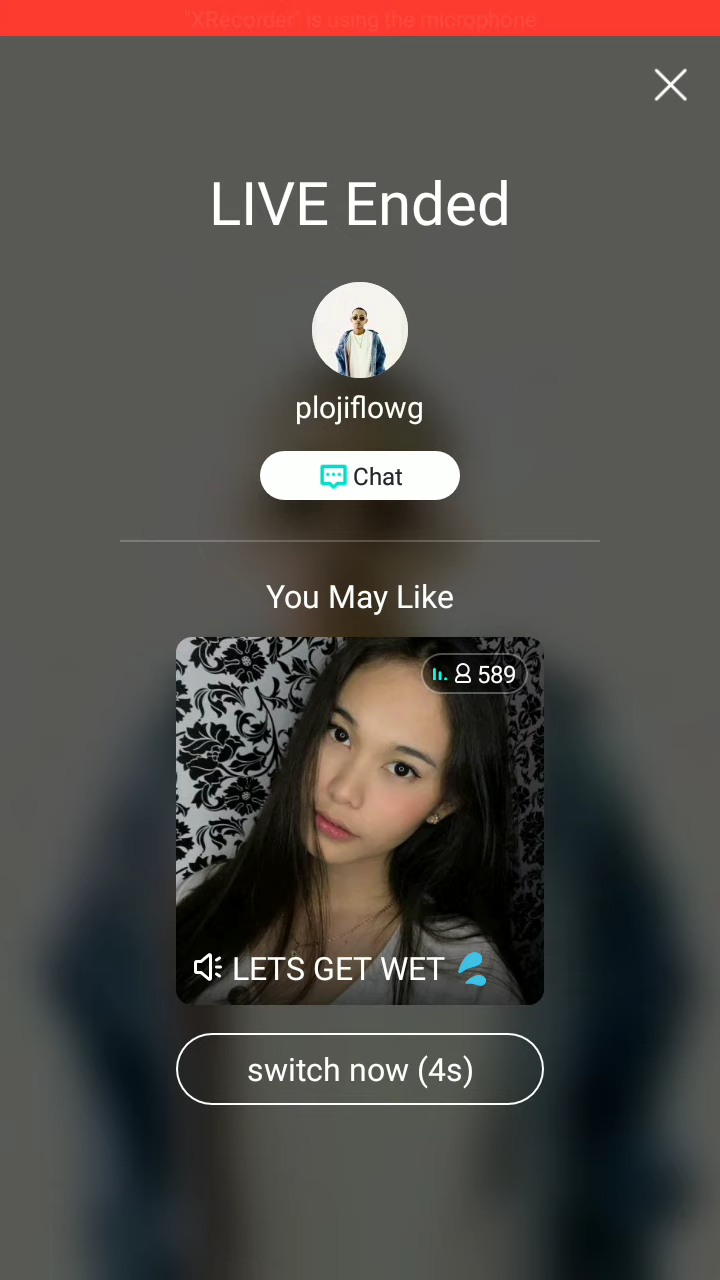 "XRecorder" is using the microphone
LIVE Ended
plojiflowg
Chat
You May Like
589
LETS GET WET 💦
switch now (4s)